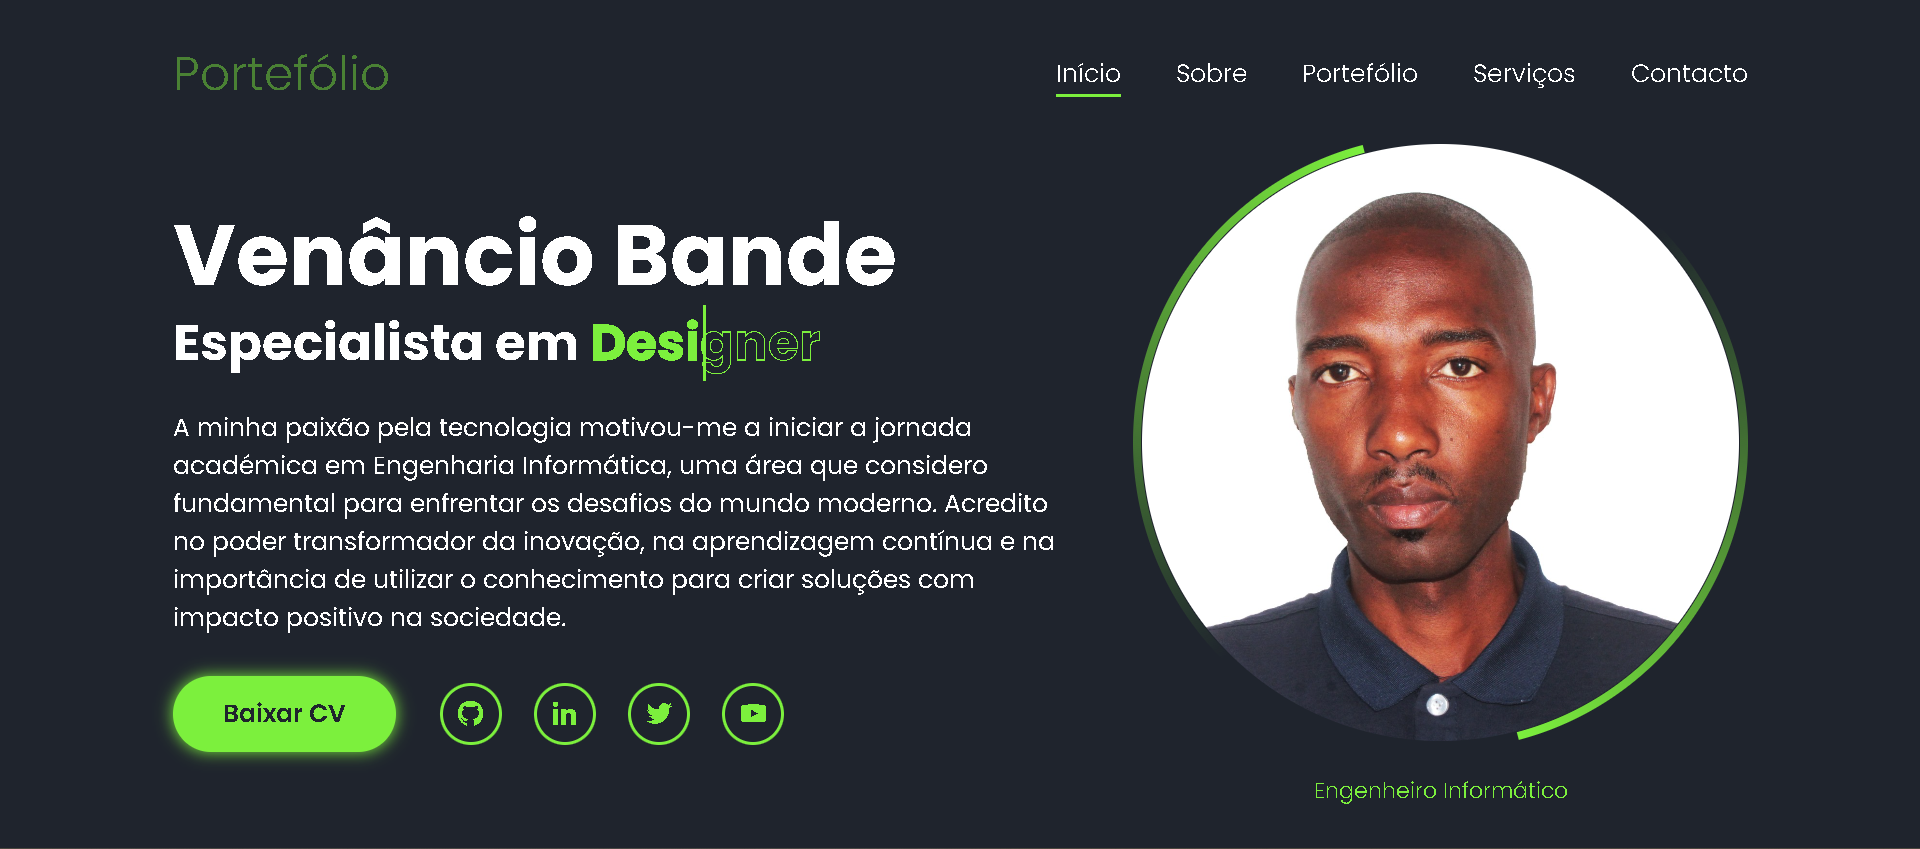 Portefólio
Início Sobre Portefólio Serviços Contacto
Venâncio Bande
Especialista em Designer
A minha paixão pela tecnologia motivou-me a iniciar a jornada
académica em Engenharia Informática, uma área que considero
fundamental para enfrentar os desafios do mundo moderno. Acredito
no poder transformador da inovação, na aprendizagem contínua e na
importância de utilizar o conhecimento para criar soluções com
impacto positivo na sociedade.
Baixar CV
in
Engenheiro Informático